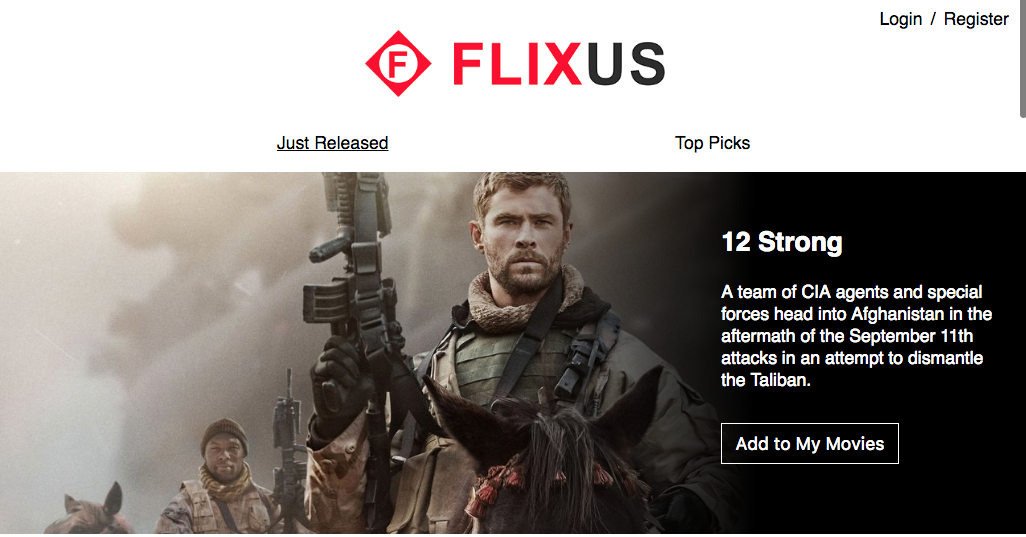 Login / Register
F FLIXUS
Just Released Top Picks
12 Strong
A team of CIA agents and special
forces head into Afghanistan in the
aftermath of the September 11th
attacks in an attempt to dismantle
the Taliban.
Add to My Movies